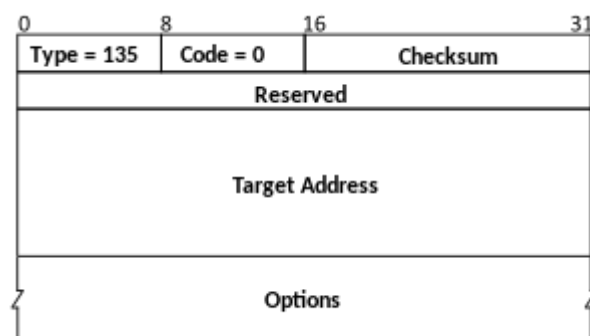 0 8 16 31
Type = 135 Code = 0 Checksum
Reserved
Target Address
Options